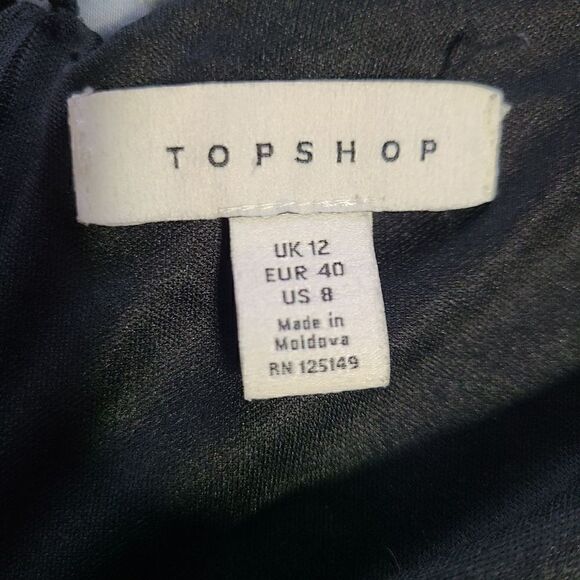 TOPSHOP
UK 12
EUR 40
US 8
Made in
Moldova
RN 125149